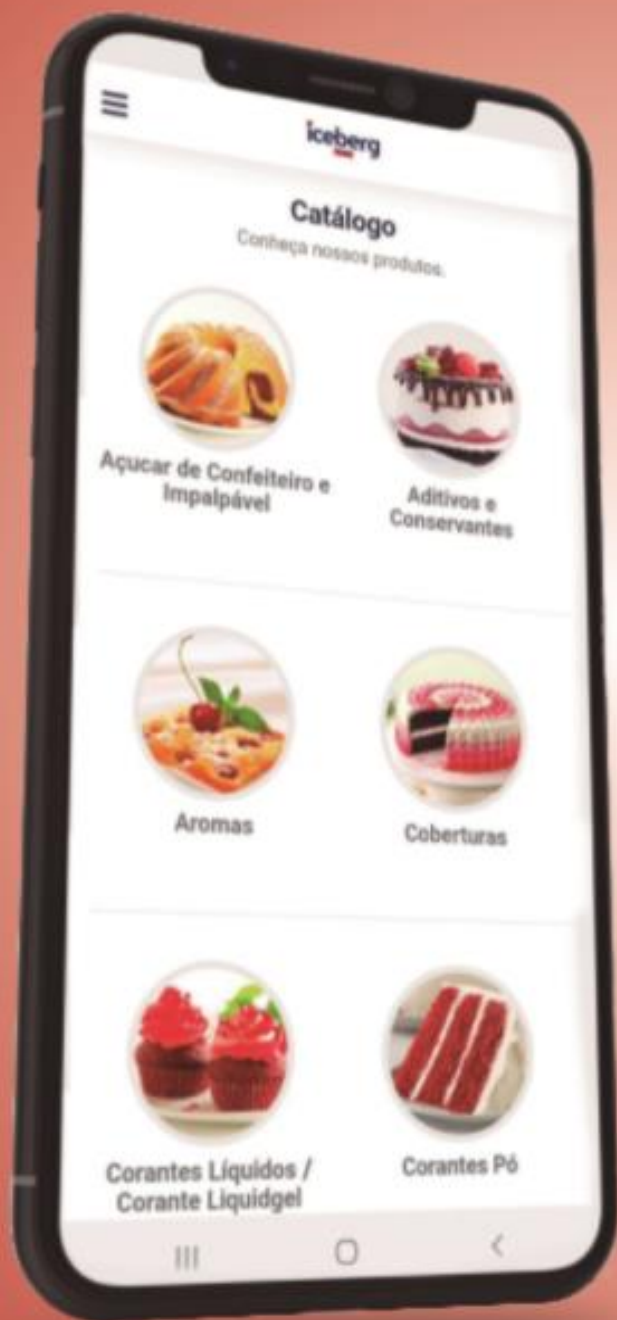 iceberg
Catálogo
Conheça nossos produtos.
Açucar de Confeiteiro e
Impalpável
Aditivos e
Conservantes
Aromas
Coberturas
Corantes Líquidos /
Corante Liquidgel
Corantes Pó